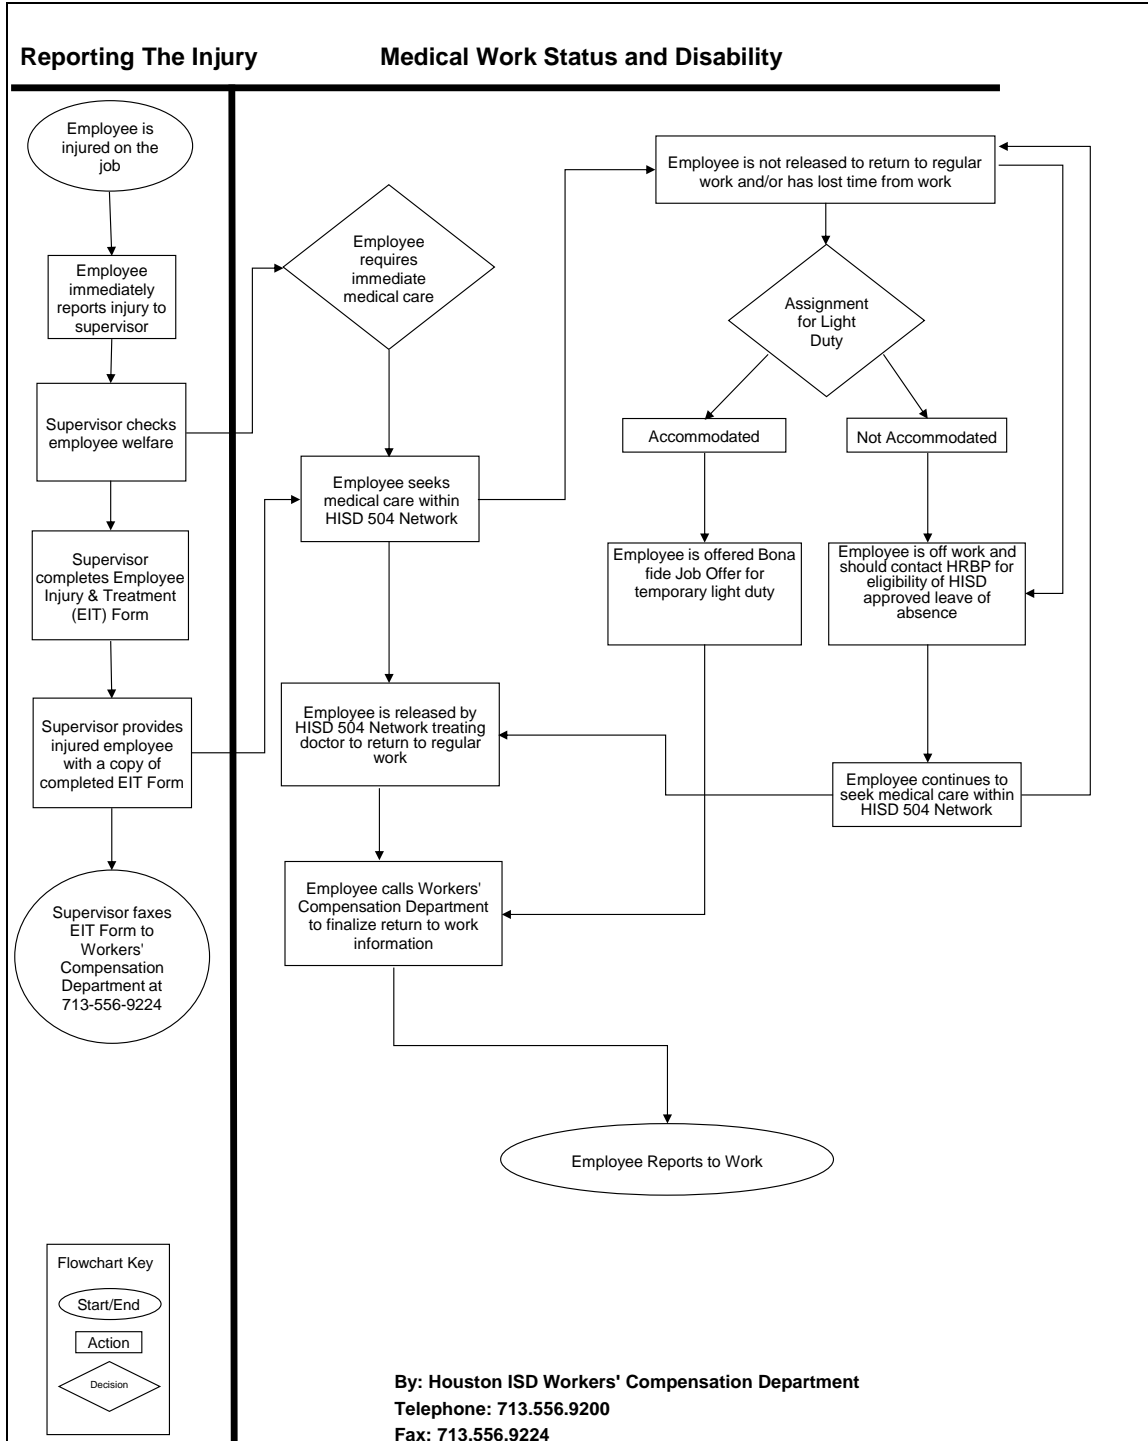 Reporting The Injury
Medical Work Status and Disability
Employee is
injured on the
job
Employee
immediately
reports injury to
supervisor
Supervisor checks
employee welfare
Supervisor
completes Employee
Injury & Treatment
(EIT) Form
Supervisor provides
injured employee
with a copy of
completed EIT Form
Supervisor faxes
EIT Form to
Workers'
Compensation
Department at
713-556-9224
Employee
requires
immediate
medical care
Employee seeks
medical care within
HISD 504 Network
Employee is released by
HISD 504 Network treating
doctor to return to regular
work
Employee calls Workers'
Compensation Department
to finalize return to work
information
Employee is not released to return to regular
work and/or has lost time from work
Assignment
for Light
Duty
Accommodated
Not Accommodated
Employee is offered Bona
fide Job Offer for
temporary light duty
Employee is off work and
should contact HRBP for
eligibility of HISD
approved leave of
absence
Employee continues to
seek medical care within
HISD 504 Network
Employee Reports to Work
Flowchart Key
Start/End
Action
Decision
By: Houston ISD Workers' Compensation Department
Telephone: 713.556.9200
Fax: 713.556.9224